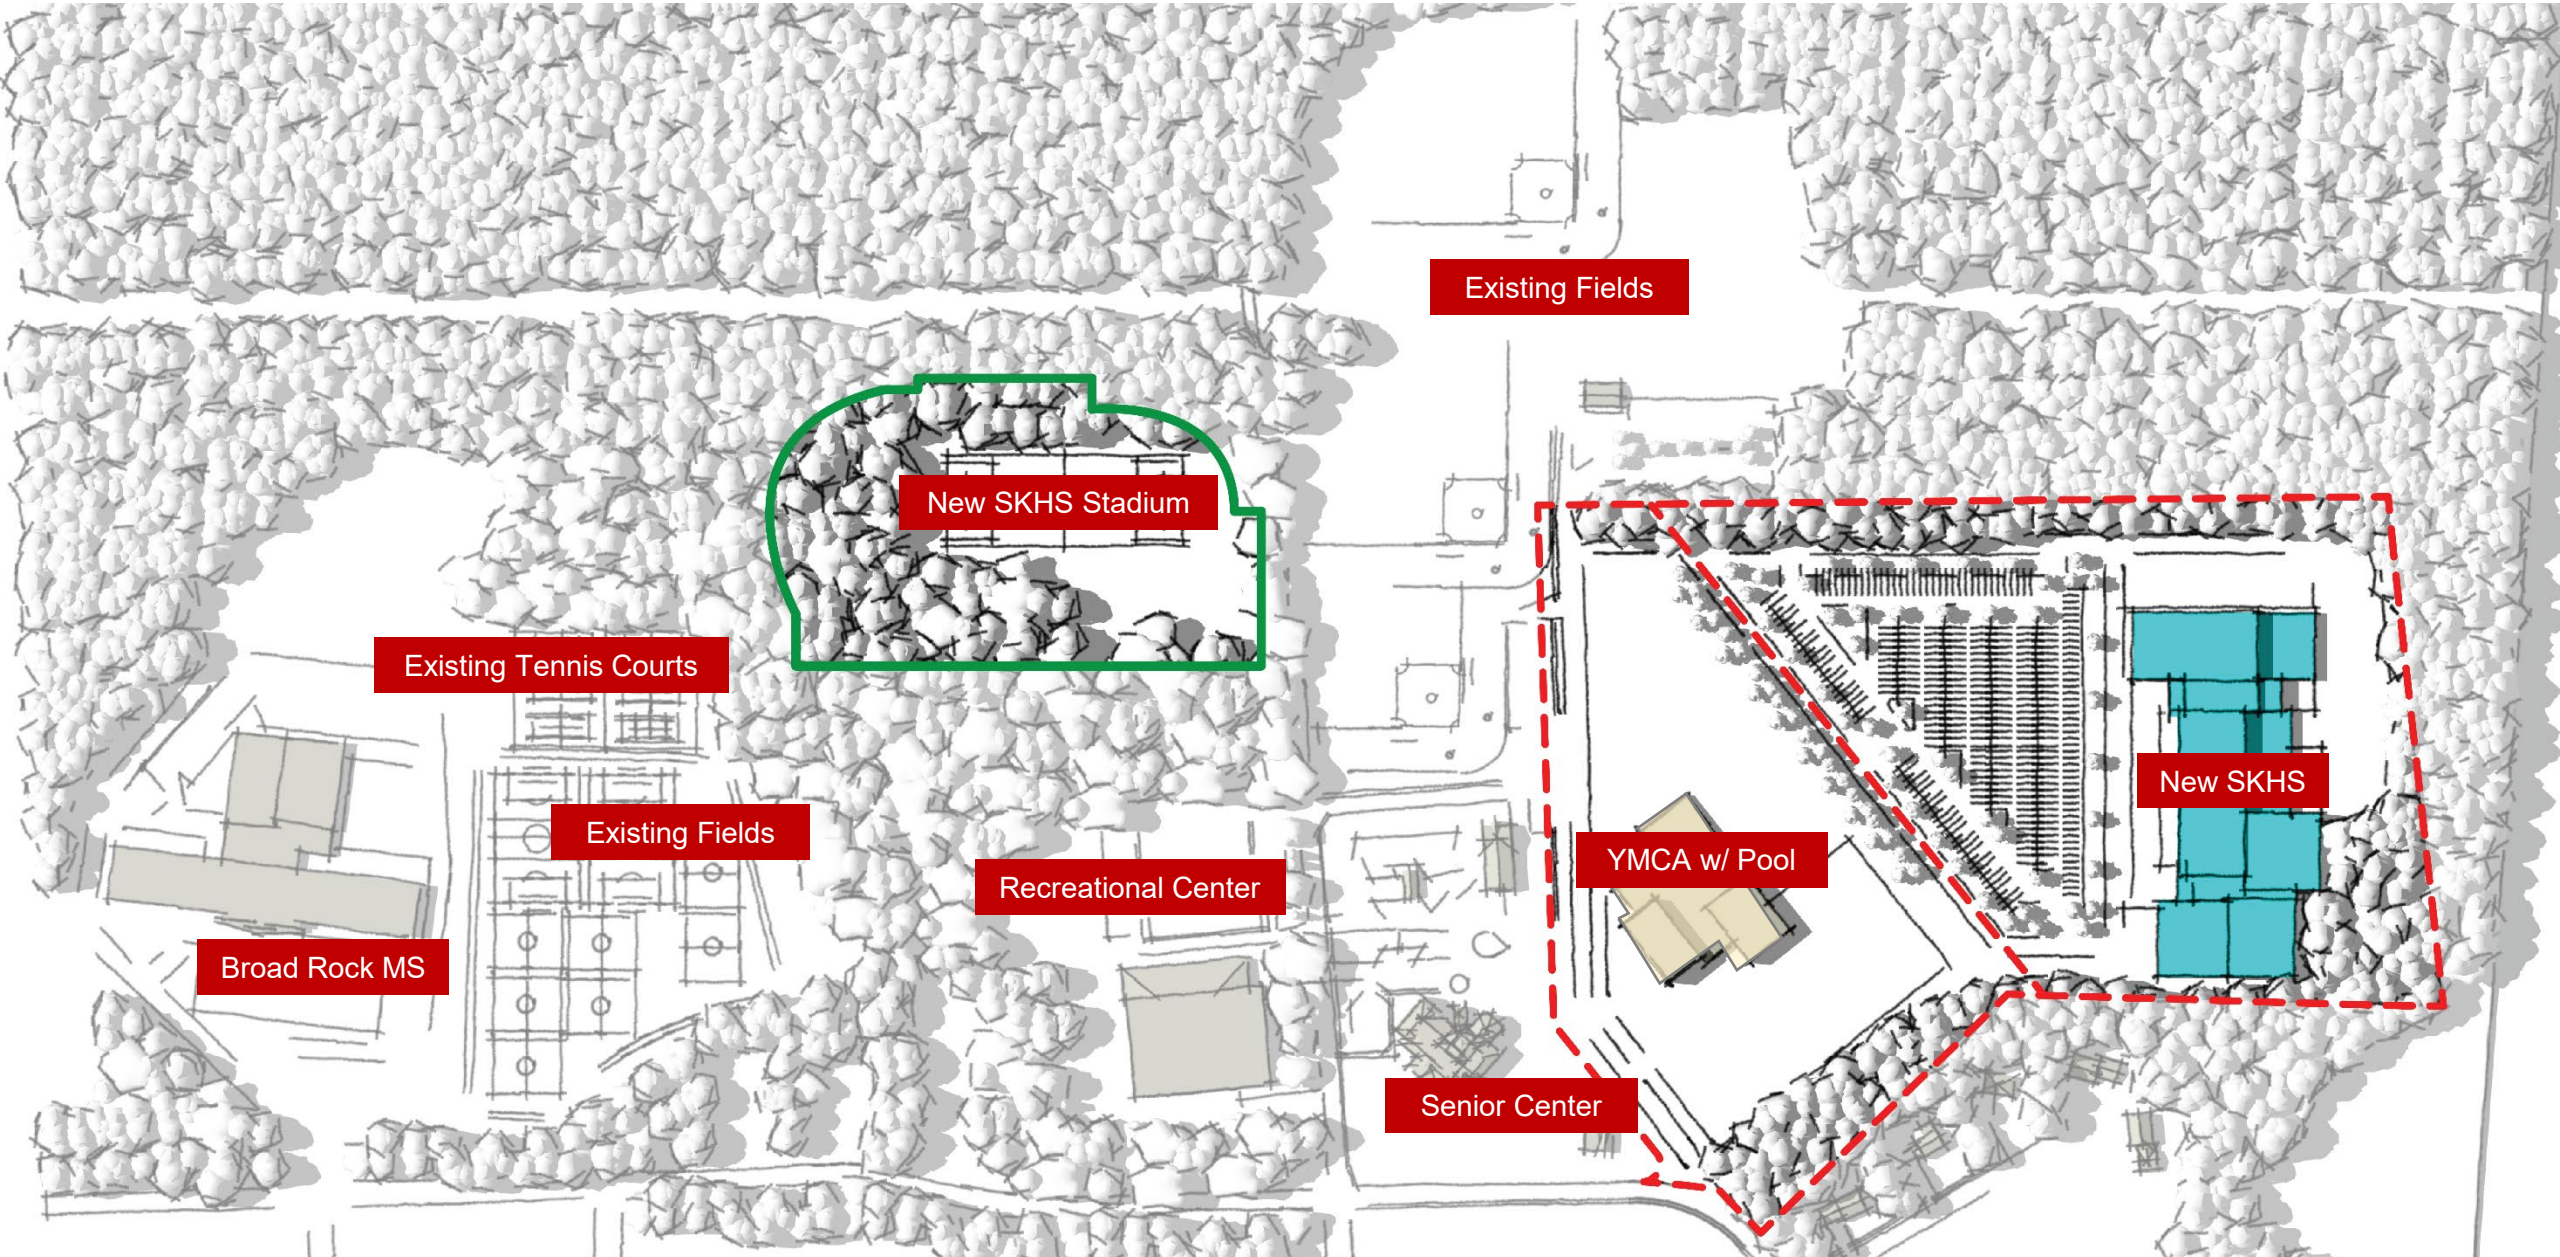 Existing Fields
New SKHS Stadium
Existing Tennis Courts
New SKHS
Existing Fields
YMCA w/ Pool
Recreational Center
Broad Rock MS
Senior Center